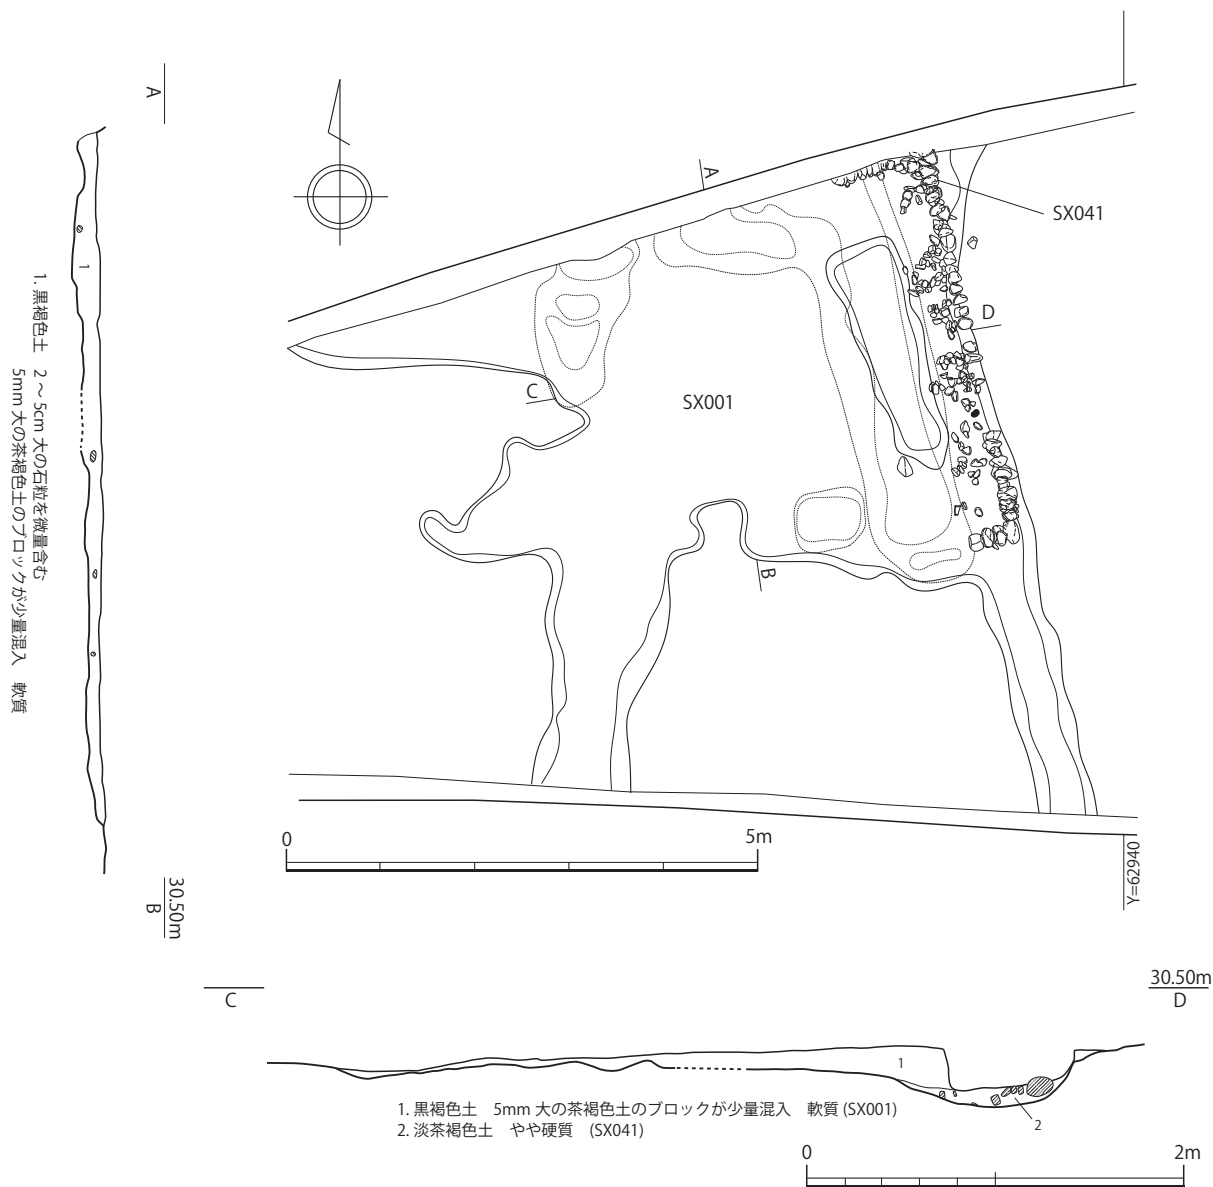 A
1
1. 黒褐色土　2～5cm 大の石粒を微量含む
5mm 大の茶褐色土のブロックが少量混入　軟質
B
30.50m
A
SX041
D
C
SX001
B
0
5m
Y=62940
C
30.50m
D
1
1. 黒褐色土　5mm 大の茶褐色土のブロックが少量混入　軟質 (SX001)
2. 淡茶褐色土　やや硬質　(SX041)
2
0
2m